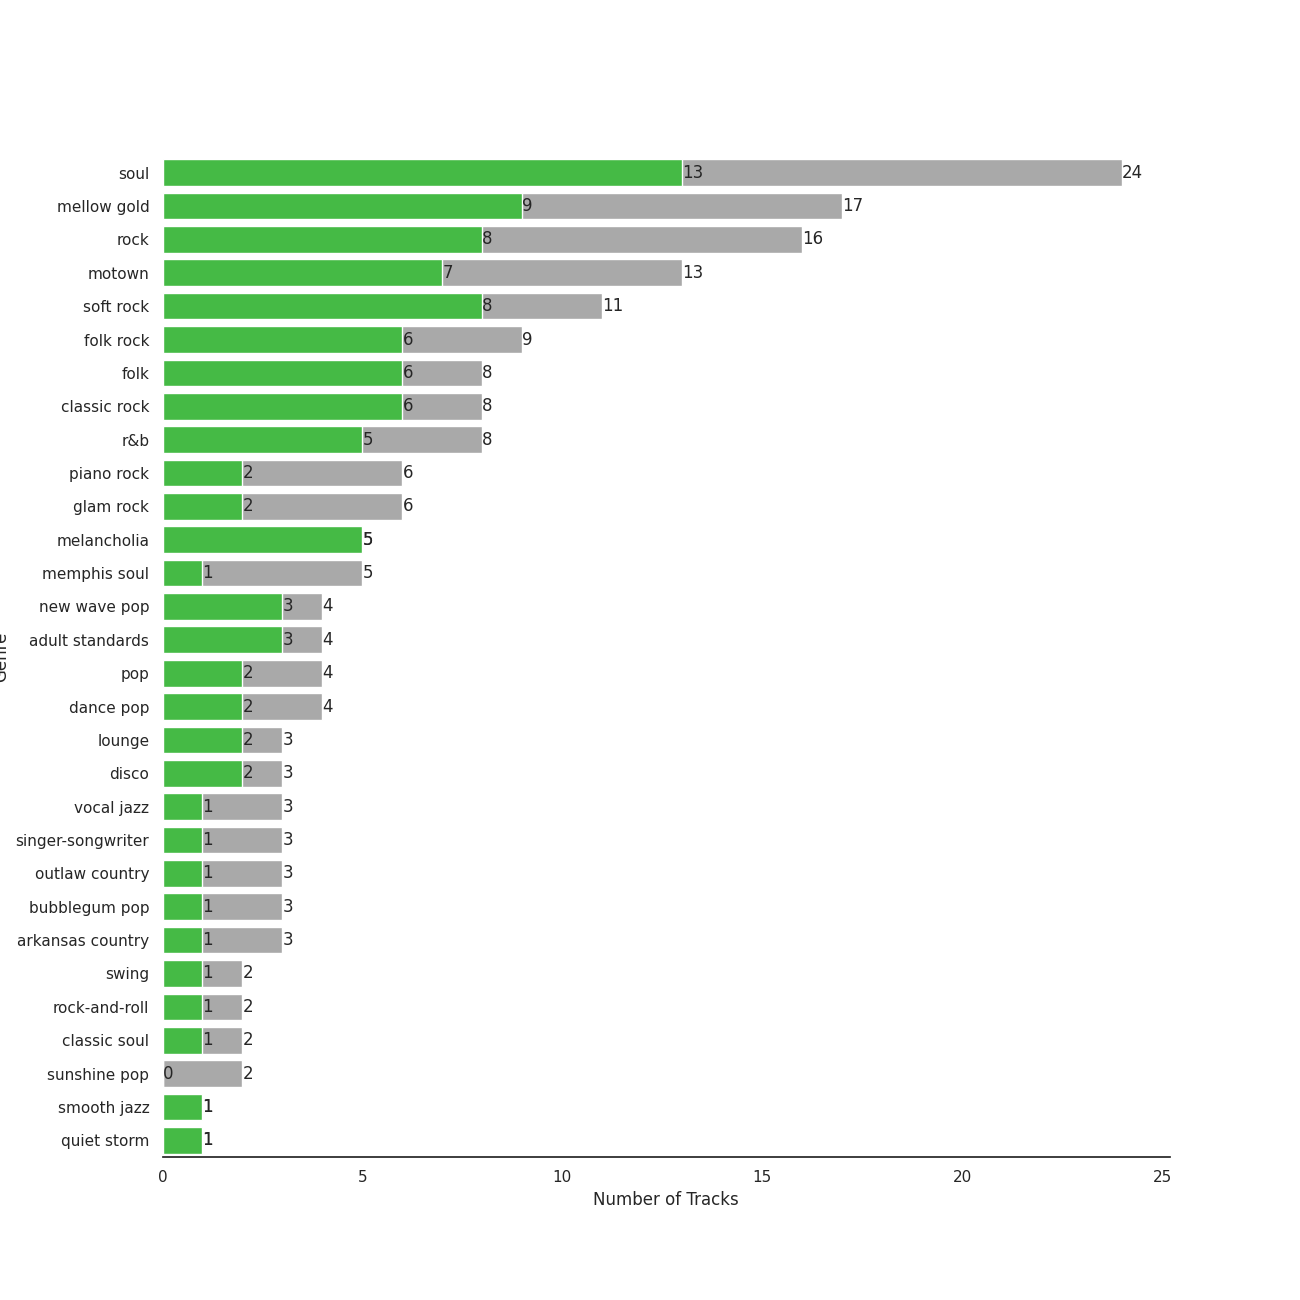 soul 13 24
mellow gold 9 17
rock 8 16
motown 7 13
soft rock 8 11
folk rock 6 9
folk 6 8
classic rock 6 8
r&b 5 8
piano rock 2 6
glam rock 2 6
melancholia 5
memphis soul 1 5
new wave pop 3 4
adult standards 3 4
pop 2 4
dance pop 2 4
lounge 2 3
disco 2 3
vocal jazz 1 3
singer-songwriter 1 3
outlaw country 1 3
bubblegum pop 1 3
arkansas country 1 3
swing 1 2
rock-and-roll 1 2
classic soul 1 2
sunshine pop 0 2
smooth jazz 1
quiet storm 1
0 5 10 15 20 25
Number of Tracks
Genre